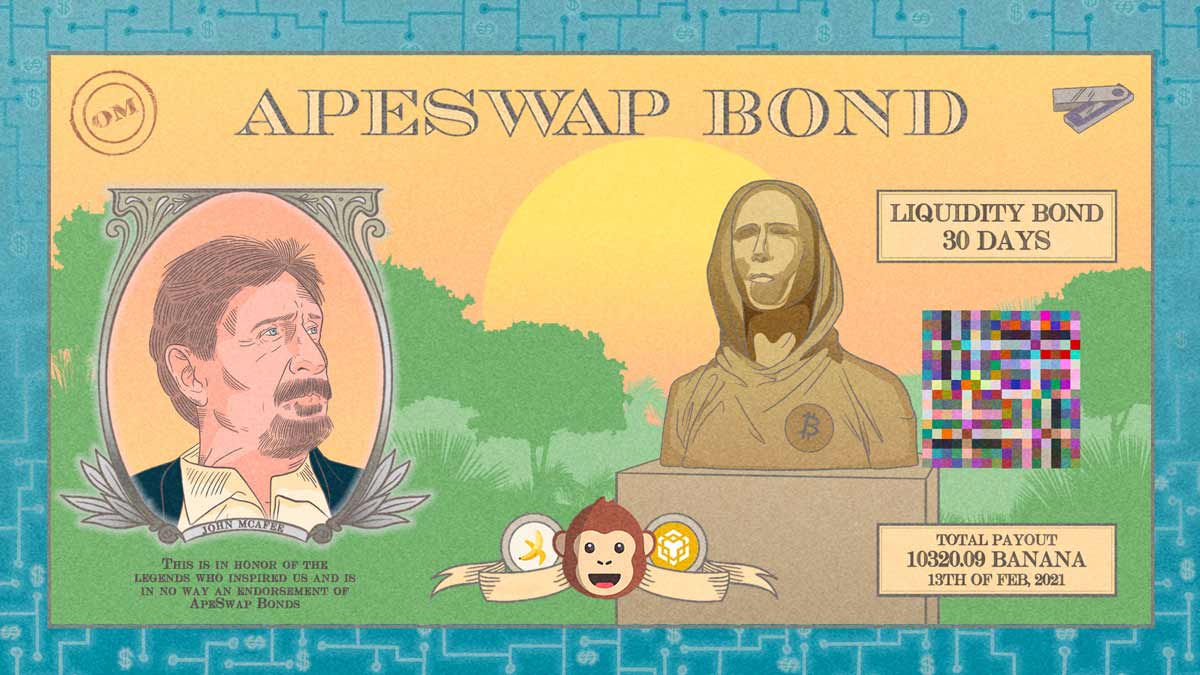 OM
APESWAP BOND
LIQUIDITY BOND
30 DAYS
JOHN MCAFEE
THIS IS IN HONOR OF THE
LEGENDS WHO INSPIRED US AND IS
IN NO WAY AN ENDORSEMENT OF
APESWAP BONDS
TOTAL PAYOUT
10320.09 BANANA
13TH OF FEB, 2021